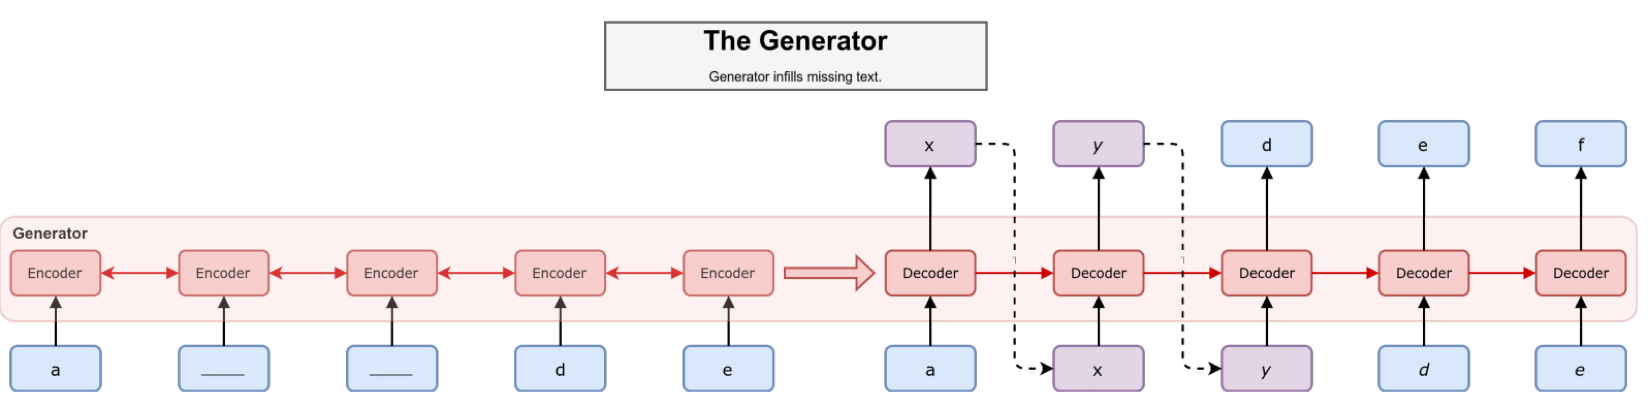 The Generator
Generator infills missing text.
x y d e f
Generator
Encoder Encoder Encoder Encoder Encoder Decoder Decoder Decoder Decoder Decoder
a ____ ____ d e a x y d e